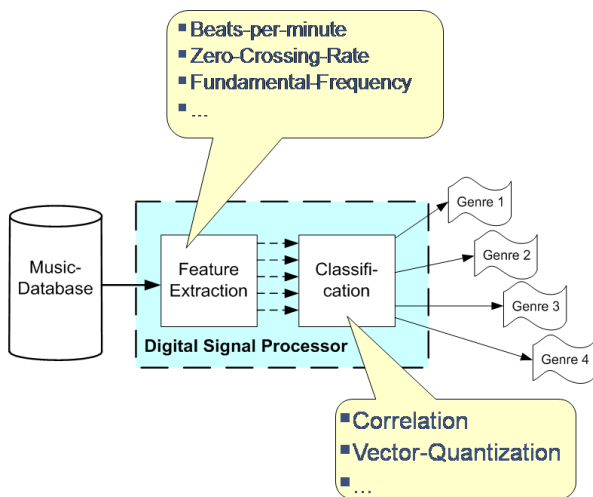 ▪ Beats-per-minute
▪ Zero-Crossing-Rate
▪ Fundamental-Frequency
▪ ...
Music-
Database
Feature
Extraction
Classifi-
cation
Digital Signal Processor
Genre 1
Genre 2
Genre 3
Genre 4
▪ Correlation
▪ Vector-Quantization
▪ ...